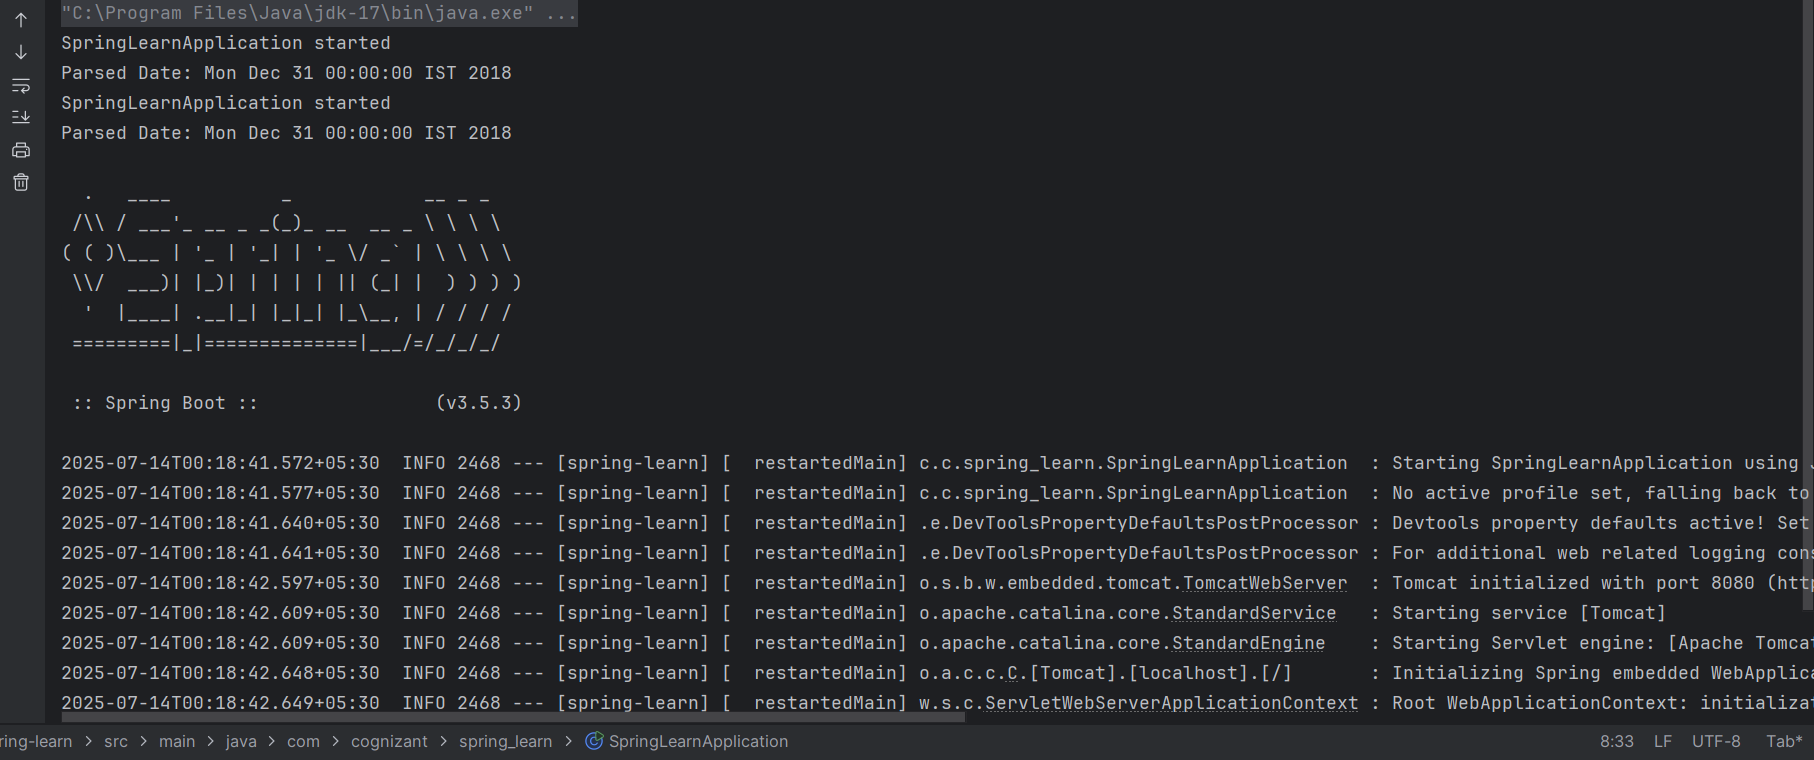 "C:\Program Files\Java\jdk-17\bin\java.exe" ...
SpringLearnApplication started
Parsed Date: Mon Dec 31 00:00:00 IST 2018
SpringLearnApplication started
Parsed Date: Mon Dec 31 00:00:00 IST 2018
  .   ____          _            __ _ _
 /\\ / ___'_ __ _ _(_)_ __  __ _ \ \ \ \
( ( )\___ | '_ | '_| | '_ \/ _` | \ \ \ \
 \\/  ___)| |_)| | | | | || (_| |  ) ) ) )
  '  |____| .__|_| |_|_| |_\__, | / / / /
 =========|_|==============|___/=/_/_/_/
 :: Spring Boot ::                (v3.5.3)
2025-07-14T00:18:41.572+05:30  INFO 2468 --- [spring-learn] [  restartedMain] c.c.spring_learn.SpringLearnApplication  : Starting SpringLearnApplication using
2025-07-14T00:18:41.577+05:30  INFO 2468 --- [spring-learn] [  restartedMain] c.c.spring_learn.SpringLearnApplication  : No active profile set, falling back to
2025-07-14T00:18:41.640+05:30  INFO 2468 --- [spring-learn] [  restartedMain] .e.DevToolsPropertyDefaultsPostProcessor : Devtools property defaults active! Set
2025-07-14T00:18:41.641+05:30  INFO 2468 --- [spring-learn] [  restartedMain] .e.DevToolsPropertyDefaultsPostProcessor : For additional web related logging cons
2025-07-14T00:18:42.597+05:30  INFO 2468 --- [spring-learn] [  restartedMain] o.s.b.w.embedded.tomcat.TomcatWebServer  : Tomcat initialized with port 8080 (http
2025-07-14T00:18:42.609+05:30  INFO 2468 --- [spring-learn] [  restartedMain] o.apache.catalina.core.StandardService   : Starting service [Tomcat]
2025-07-14T00:18:42.609+05:30  INFO 2468 --- [spring-learn] [  restartedMain] o.apache.catalina.core.StandardEngine    : Starting Servlet engine: [Apache Tomca
2025-07-14T00:18:42.648+05:30  INFO 2468 --- [spring-learn] [  restartedMain] o.a.c.c.C.[Tomcat].[localhost].[/]       : Initializing Spring embedded WebApplica
2025-07-14T00:18:42.649+05:30  INFO 2468 --- [spring-learn] [  restartedMain] w.s.c.ServletWebServerApplicationContext : Root WebApplicationContext: initializat
ring-learn > src > main > java > com > cognizant > spring_learn > SpringLearnApplication 8:33 LF UTF-8 Tab*